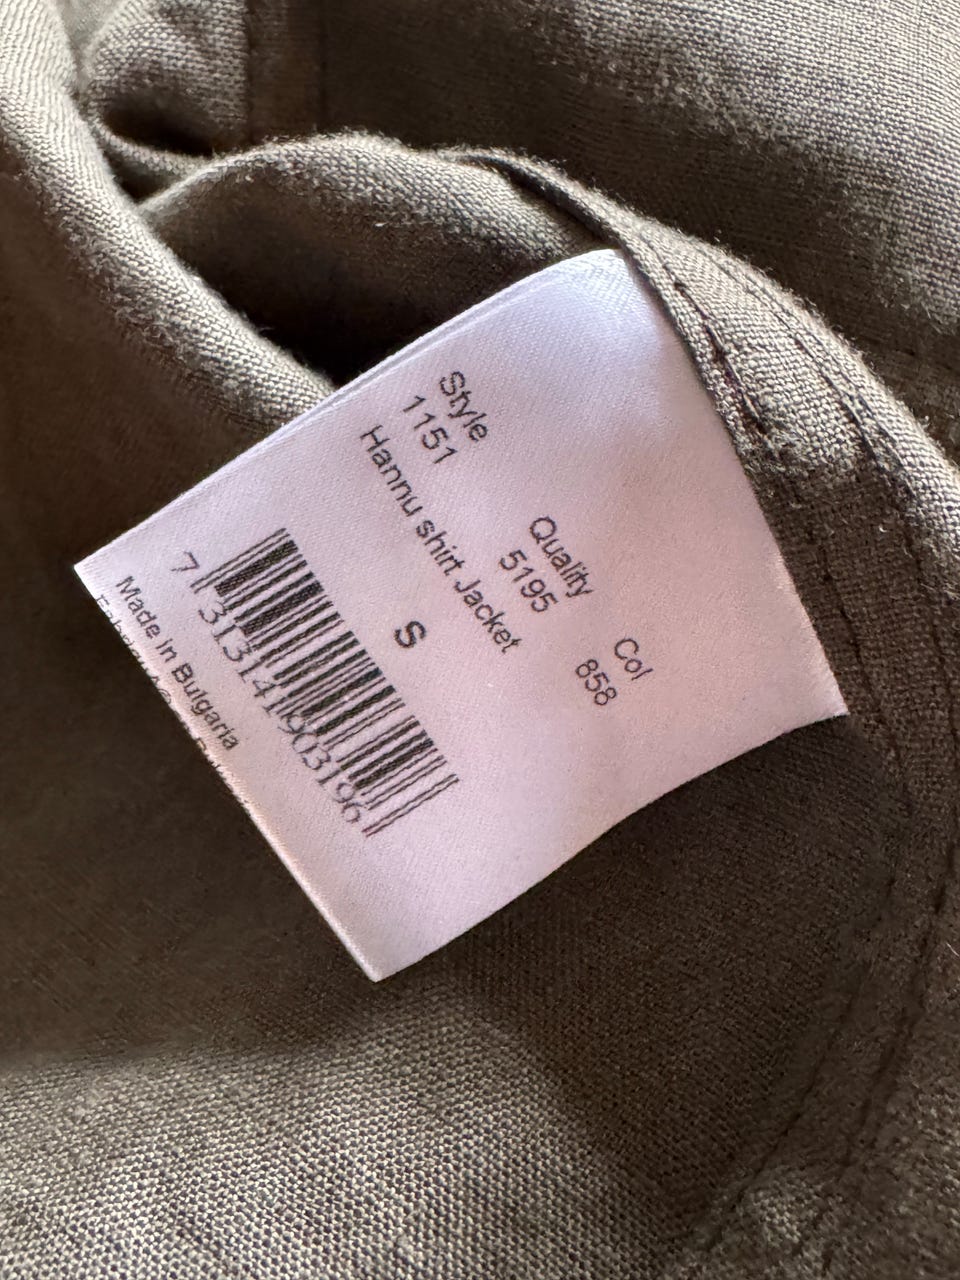 Style Quality Col
1151 5195 858
Hannu shirt Jacket
S
7 313141 903196
Made in Bulgaria